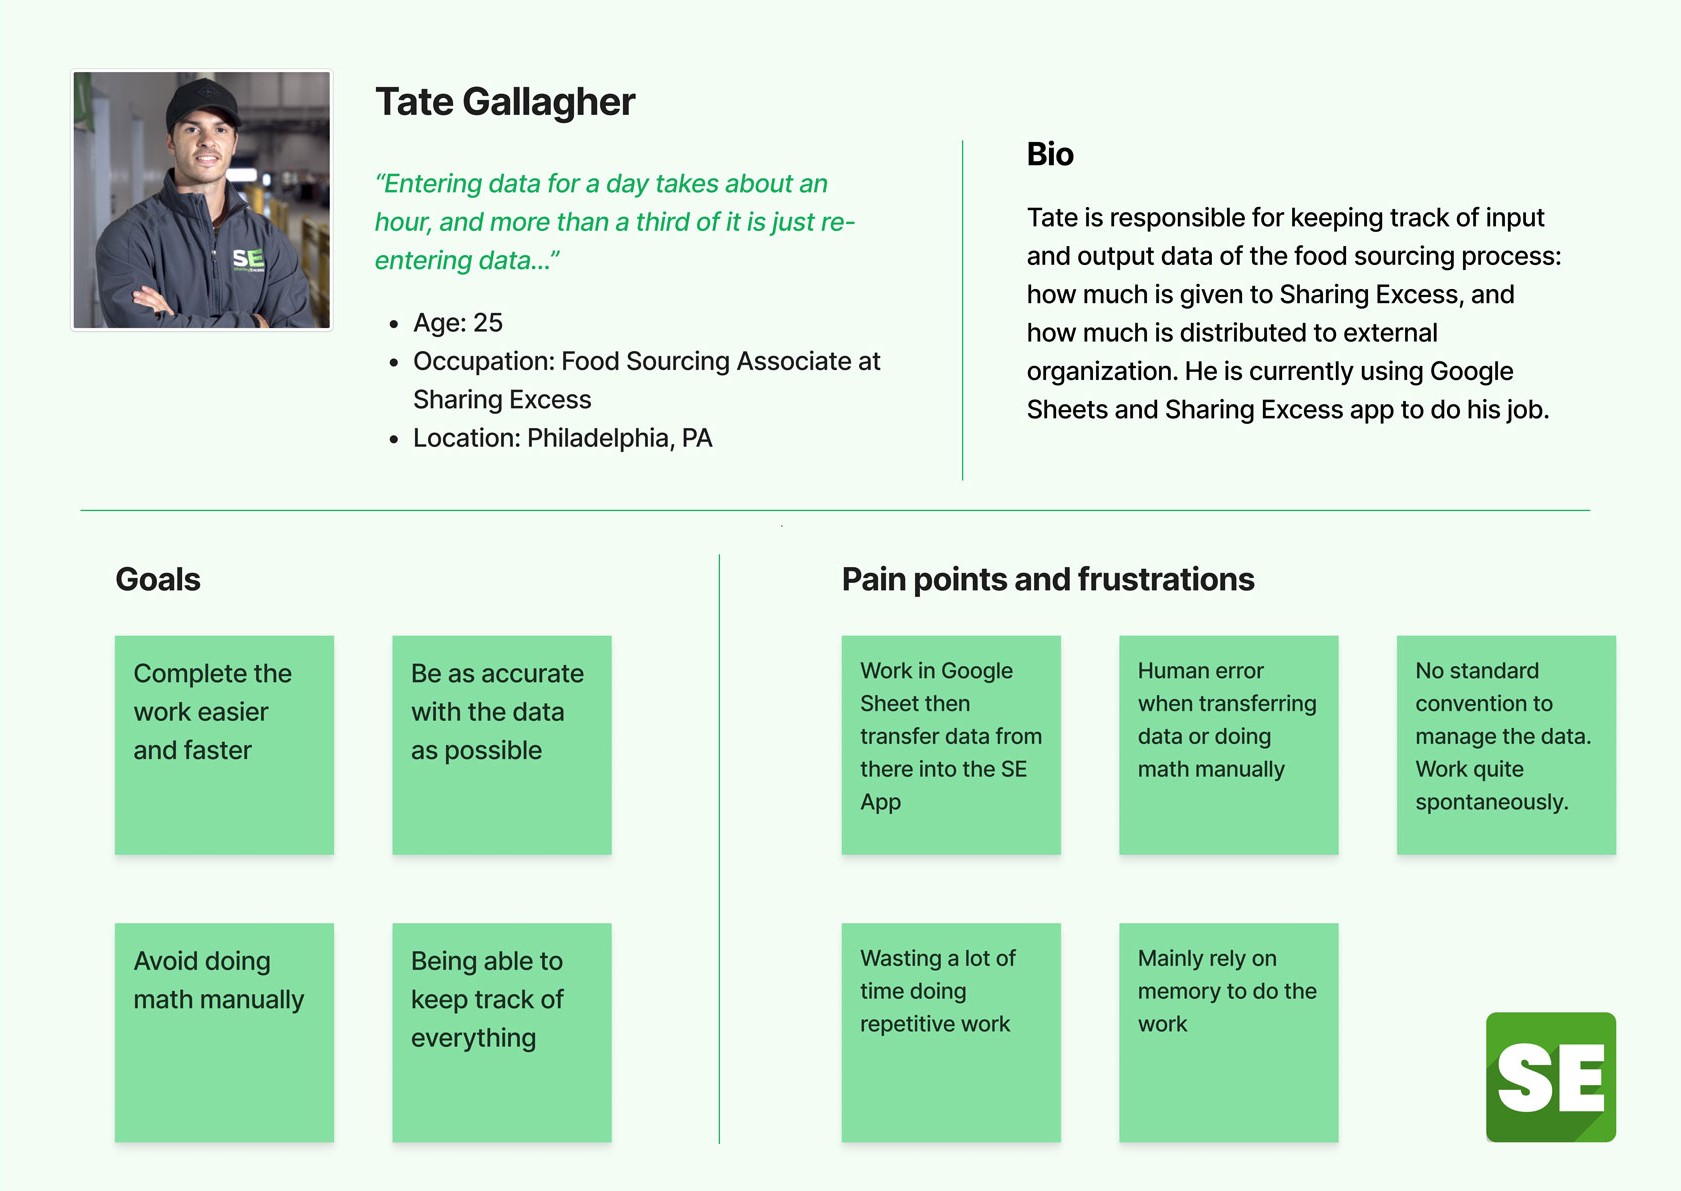 Tate Gallagher
“Entering data for a day takes about an
hour, and more than a third of it is just re-
entering data...”
• Age: 25
• Occupation: Food Sourcing Associate at
Sharing Excess
• Location: Philadelphia, PA
SE
Bio
Tate is responsible for keeping track of input
and output data of the food sourcing process:
how much is given to Sharing Excess, and
how much is distributed to external
organization. He is currently using Google
Sheets and Sharing Excess app to do his job.
Goals
Complete the
work easier
and faster
Be as accurate
with the data
as possible
Avoid doing
math manually
Being able to
keep track of
everything
Pain points and frustrations
Work in Google
Sheet then
transfer data from
there into the SE
App
Human error
when transferring
data or doing
math manually
No standard
convention to
manage the data.
Work quite
spontaneously.
Wasting a lot of
time doing
repetitive work
Mainly rely on
memory to do the
work
SE